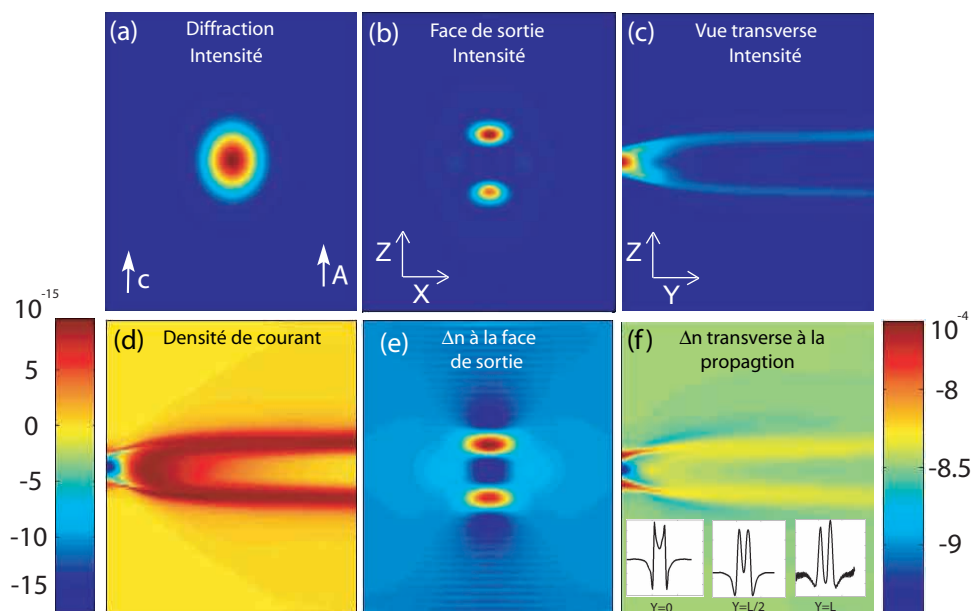 (a) Diffraction
Intensité
c
A
(b) Face de sortie
Intensité
Z
X
(c) Vue transverse
Intensité
Z
Y
10
-15
5
0
-5
-10
-15
(d) Densité de courant
(e) Δn à la face
de sortie
(f) Δn transverse à la
propagtion
Y=0
Y=L/2
Y=L
10
-4
-8
-8.5
-9